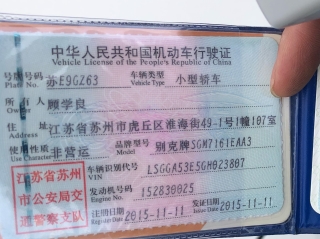 中华人民共和国机动车行驶证
Vehicle License of the People's Republic of China
号牌号码 苏E9GZ63 车辆类型 小型轿车
Plate No. Vehicle Type
所有人 顾学良
Owner
住址 江苏省苏州市虎丘区淮海街49-1号1幢107室
Address
使用性质 非营运 品牌型号 别克牌SGM7161EAA3
Use Character Model
江苏省苏州 车辆识别代号 LSGGA53E5GH023807
VIN
市公安局交 发动机号码 152830025
Engine No.
通警察支队 注册日期 2015-11-11 发证日期 2015-11-11
Register Date Issue Date